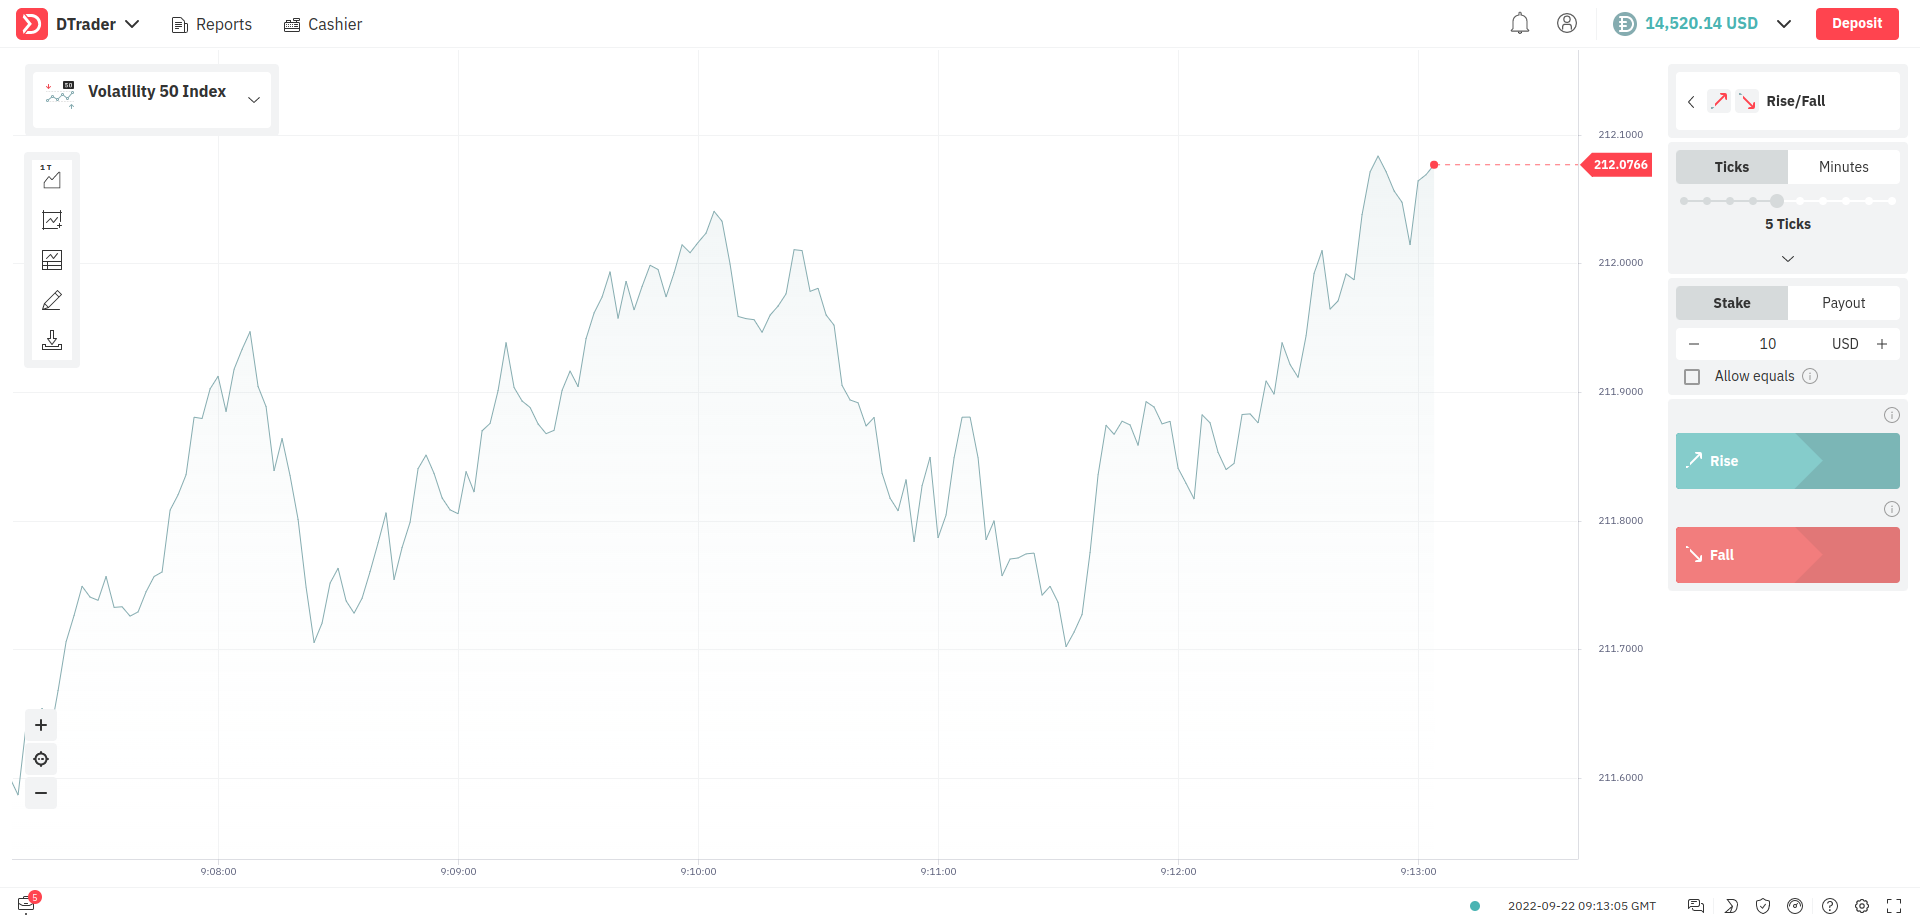 DTrader
Reports
Cashier
14,520.14 USD
Deposit
50
Volatility 50 Index
1T
Rise/Fall
212.1000
212.0766
212.0000
211.9000
211.8000
211.7000
211.6000
Ticks
Minutes
5 Ticks
Stake
Payout
10
USD
Allow equals
Rise
Fall
9:08:00
9:09:00
9:10:00
9:11:00
9:12:00
9:13:00
5
2022-09-22 09:13:05 GMT